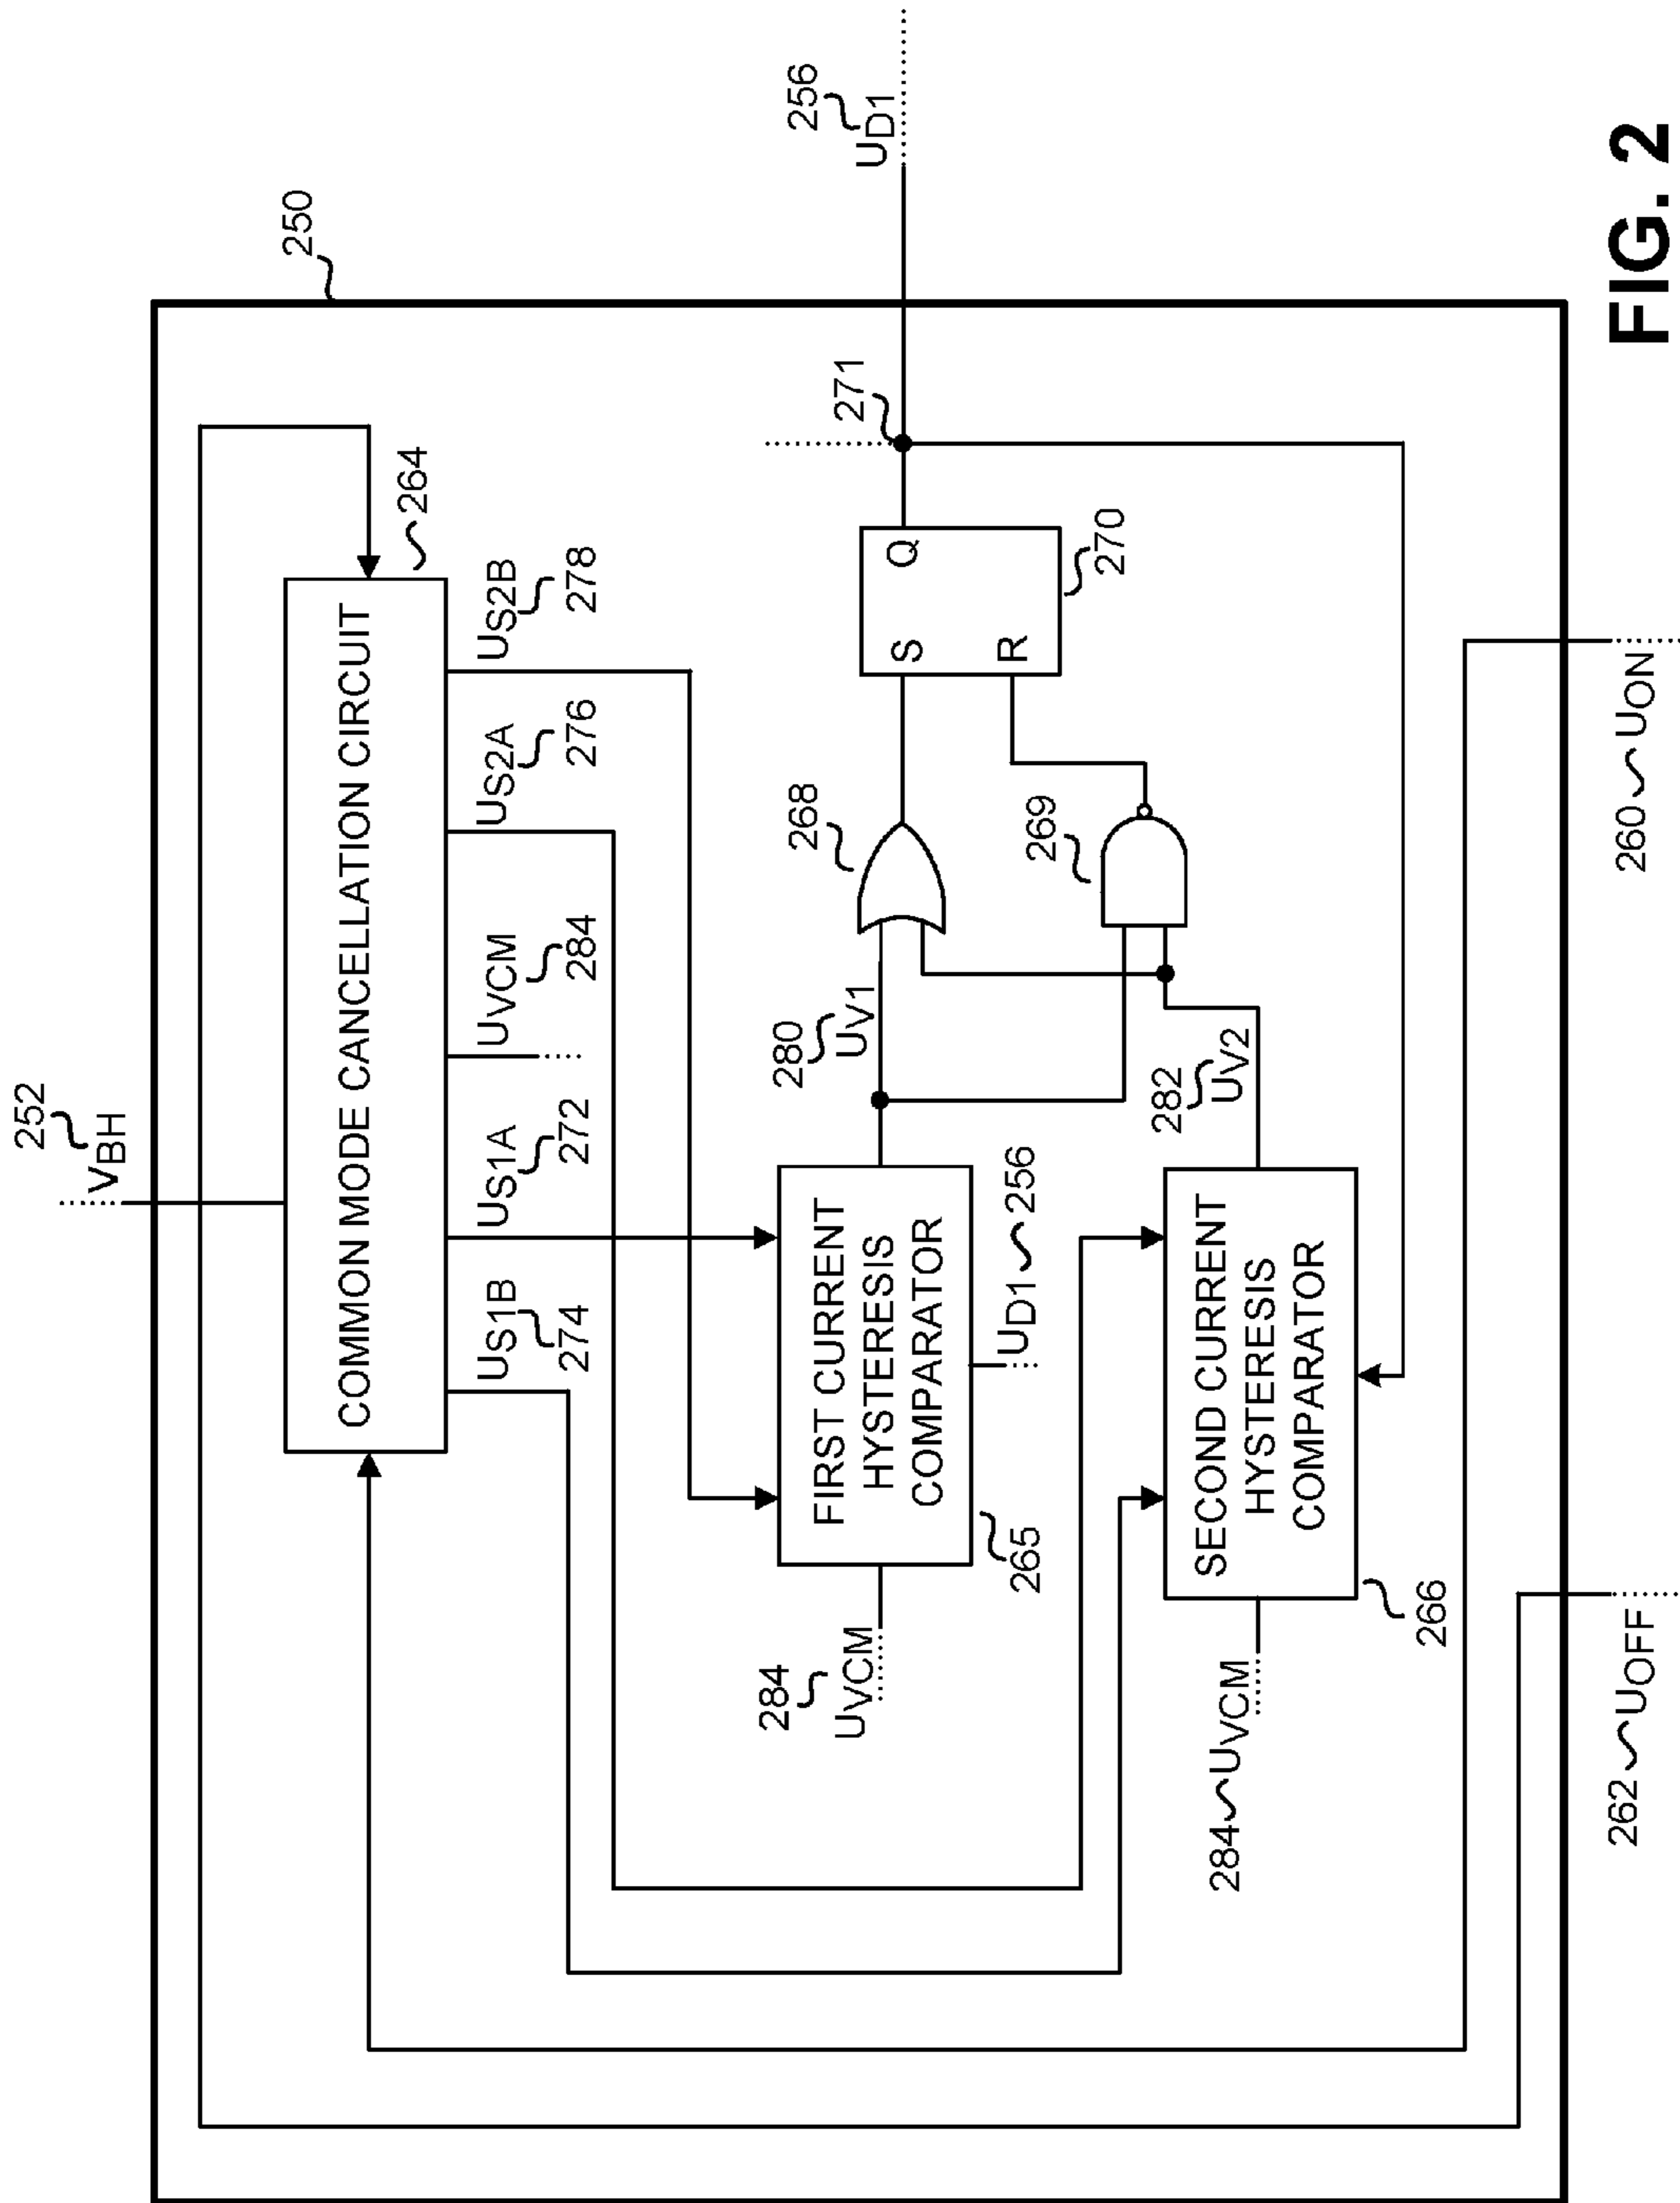 252
VBH
250
COMMON MODE CANCELLATION CIRCUIT
264
US1B
274
US1A
272
UVCM
284
US2A
276
US2B
278
284
UVCM
FIRST CURRENT
HYSTERESIS
COMPARATOR
265
UD1 256
280
UV1
268
269
S
R
Q
270
271
256
UD1
284 UVCM
SECOND CURRENT
HYSTERESIS
COMPARATOR
266
282
UV2
262 UOFF
260 UON
FIG. 2